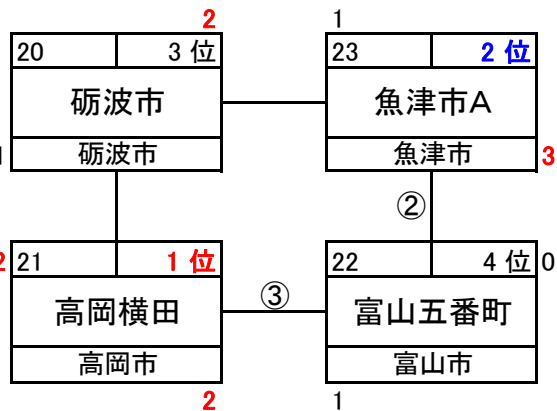 2 1
20 3 位 23 2 位
砺波市 魚津市A
砺波市 魚津市 3
②
2 21 1 位 22 4 位 0
高岡横田 ③ 富山五番町
高岡市 富山市
2 1